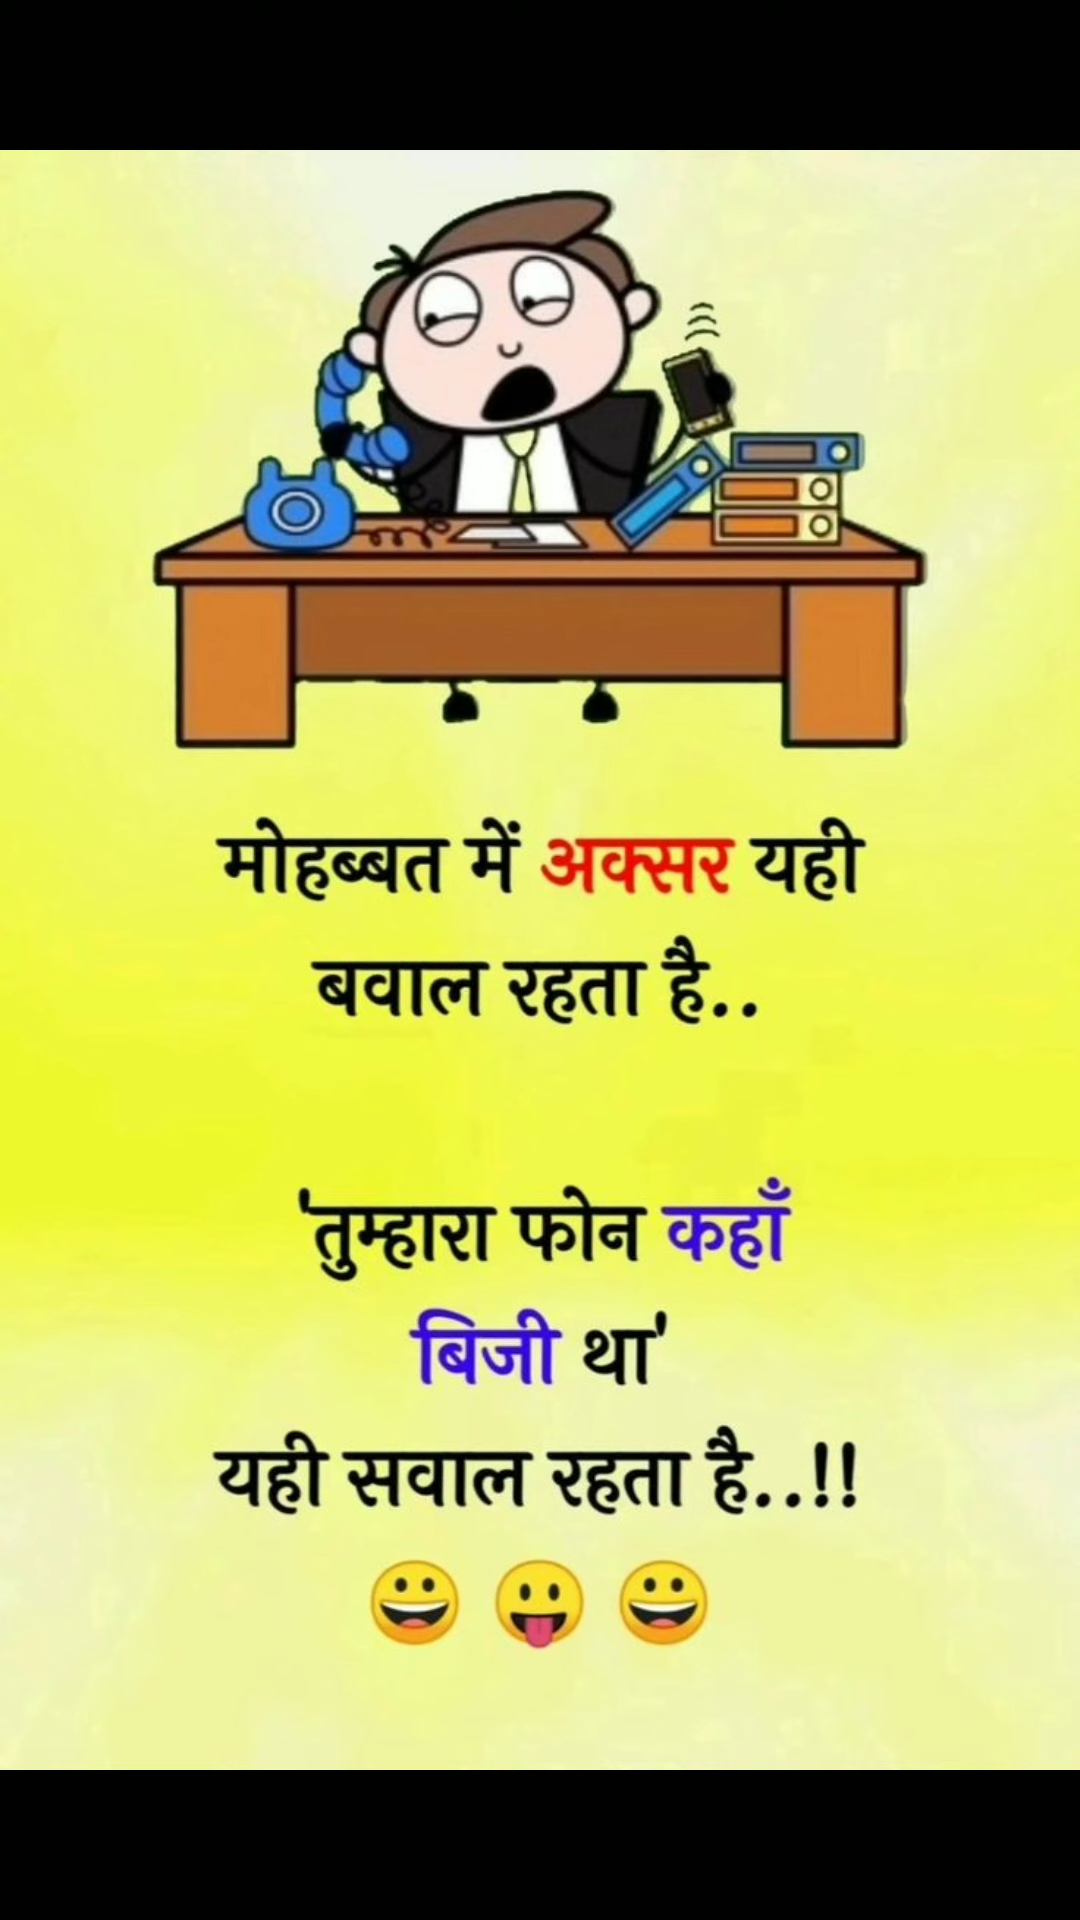 मोहब्बत में अक्सर यही
बवाल रहता है..
'तुम्हारा फोन कहाँ
बिजी था'
यही सवाल रहता है..!!
😀 😛 😀